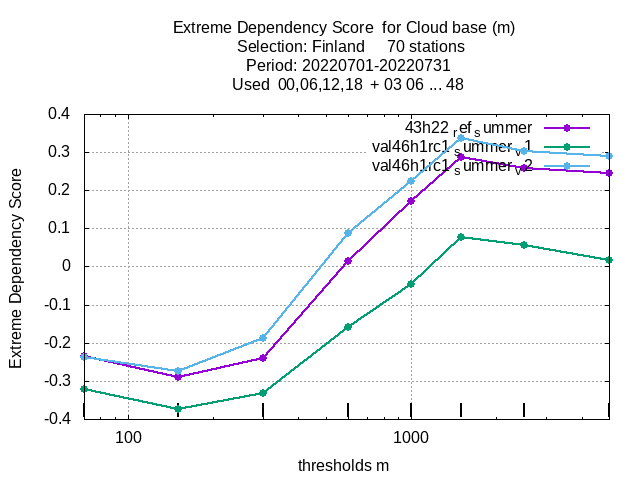 Extreme Dependency Score  for Cloud base (m)
Selection: Finland     70 stations
Period: 20220701-20220731
Used  00,06,12,18  + 03 06 ... 48
43h22_ref_summer
val46h1rc1_summer_v1
val46h1rc1_summer_v2
Extreme Dependency Score
0.4
0.3
0.2
0.1
0
-0.1
-0.2
-0.3
-0.4
100
1000
thresholds m